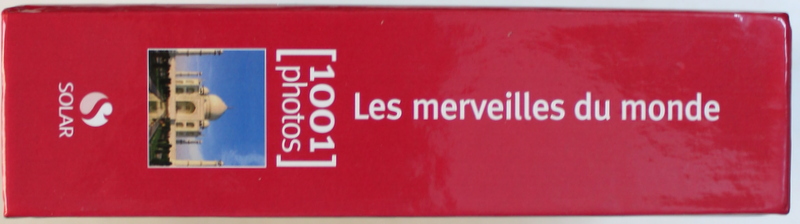 SOLAR
[1001]
photos
Les merveilles du monde